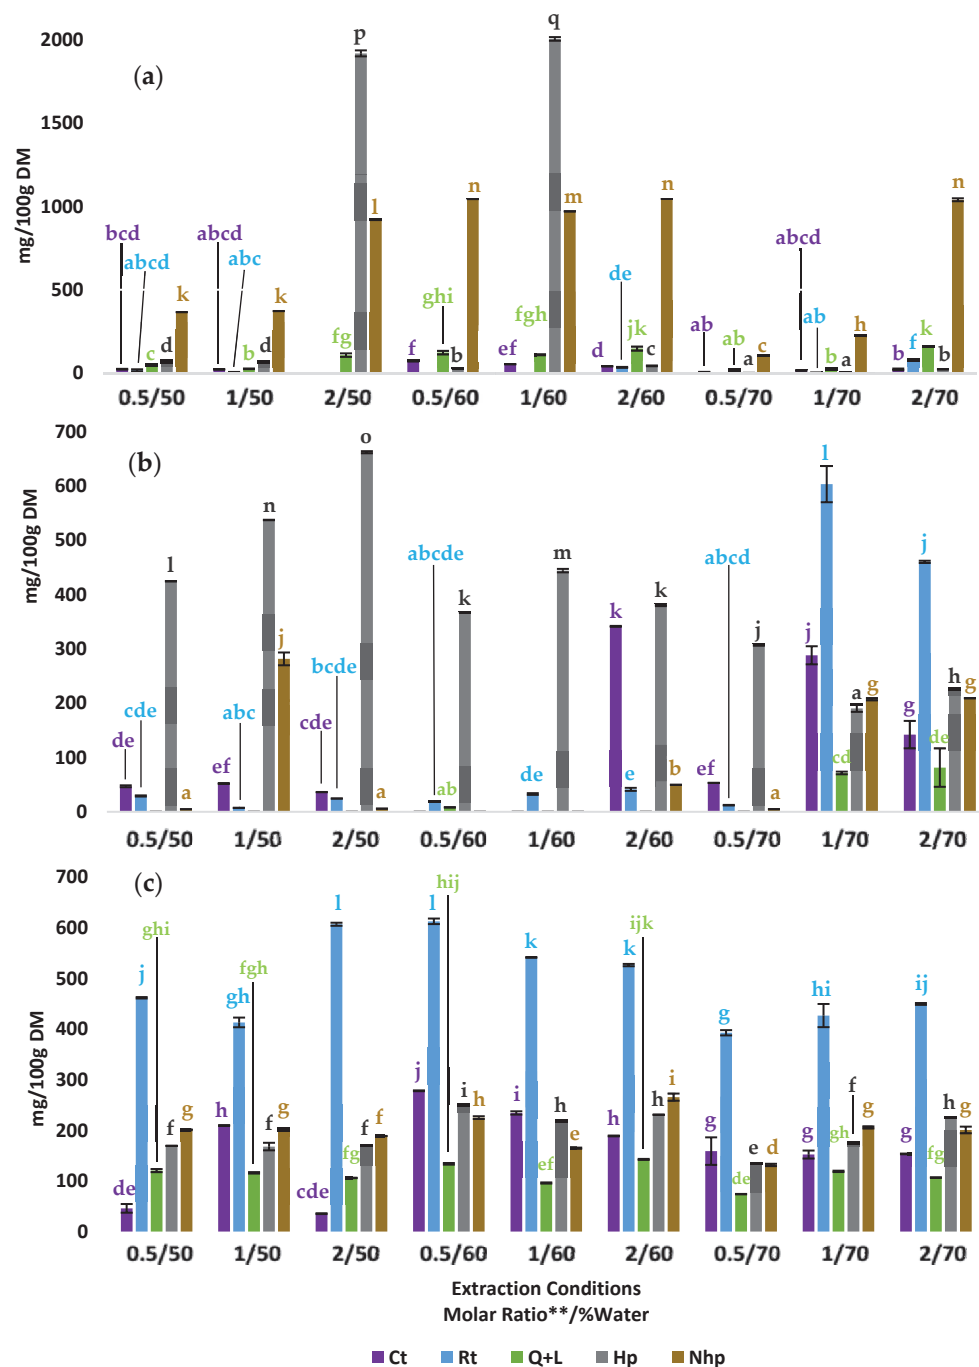 (a)
mg/100g DM
2000
1500
1000
500
0
bcd abcd c d k
abcd abc b d k
fg p l
f ghi b n
ef fgh q m
d de jk c n
ab ab a c
abcd ab b a h
b f k b n
0.5/50 1/50 2/50 0.5/60 1/60 2/60 0.5/70 1/70 2/70
(b)
mg/100g DM
700
600
500
400
300
200
100
0
de cde l a
ef abc n j
cde bcde o a
abcde ab k
de m
k e k b
ef abcd j a
j l cd a g
g j de h g
0.5/50 1/50 2/50 0.5/60 1/60 2/60 0.5/70 1/70 2/70
(c)
mg/100g DM
700
600
500
400
300
200
100
0
de j ghi f g
h gh fgh f g
cde l fg f f
j l hij i h
i k ef h e
h k ijk h i
g g de e d
g hi gh f g
g ij fg h g
0.5/50 1/50 2/50 0.5/60 1/60 2/60 0.5/70 1/70 2/70
Extraction Conditions
Molar Ratio**/%Water
Ct Rt Q+L Hp Nhp